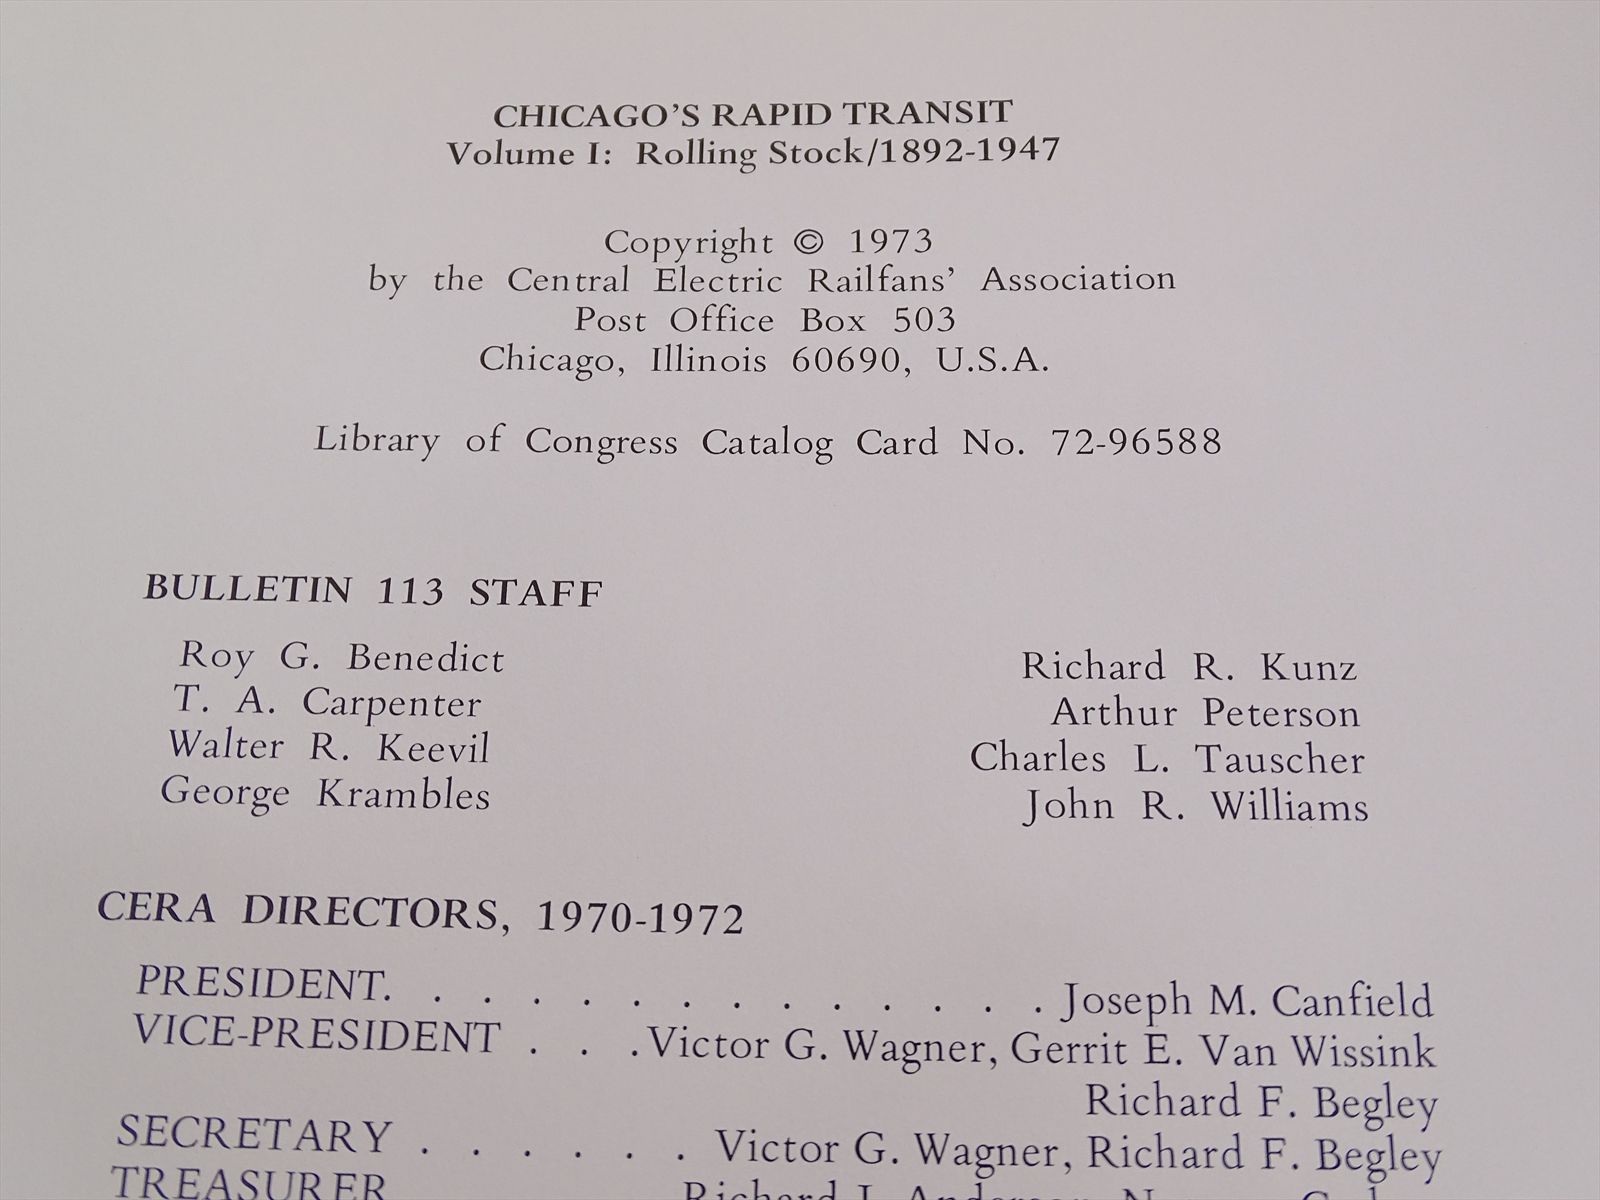 CHICAGO'S RAPID TRANSIT
Volume I: Rolling Stock/1892-1947
Copyright © 1973
by the Central Electric Railfans' Association
Post Office Box 503
Chicago, Illinois 60690, U.S.A.
Library of Congress Catalog Card No. 72-96588
BULLETIN 113 STAFF
Roy G. Benedict
T. A. Carpenter
Walter R. Keevil
George Krambles
Richard R. Kunz
Arthur Peterson
Charles L. Tauscher
John R. Williams
CERA DIRECTORS, 1970-1972
PRESIDENT. . . . . . . . . . . . . . Joseph M. Canfield
VICE-PRESIDENT . . .Victor G. Wagner, Gerrit E. Van Wissink
Richard F. Begley
SECRETARY . . . . . . Victor G. Wagner, Richard F. Begley
TREASURER Richard